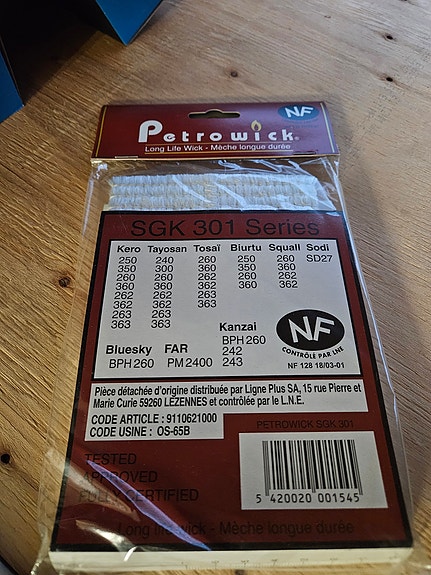 NF
Petrowick®
Long Life Wick - Mèche longue durée
SGK 301 Series
Kero Tayosan Tosaï Biurtu Squall Sodi
250 240 260 250 260 SD27
350 300 260 350 360
260 260 262 260 262
360 360 262 360 362
262 262 263
362 362 263
263 263 363
363 363
Kanzai
BPH 260
242
243
Bluesky FAR
BPH 260 PM 2400
NF
CONTRÔLÉ PAR LNE
NF 128 18/03-01
Pièce détachée d'origine distribuée par Ligne Plus SA, 15 rue Pierre et
Marie Curie 59260 LÉZENNES et contrôlée par le L.N.E.
CODE ARTICLE : 9110621000
CODE USINE : OS-65B
PETROWICK SGK 301
5 420020 001545
TESTED
APPROVED
FULLY CERTIFIED
Long life wick - Mèche longue durée